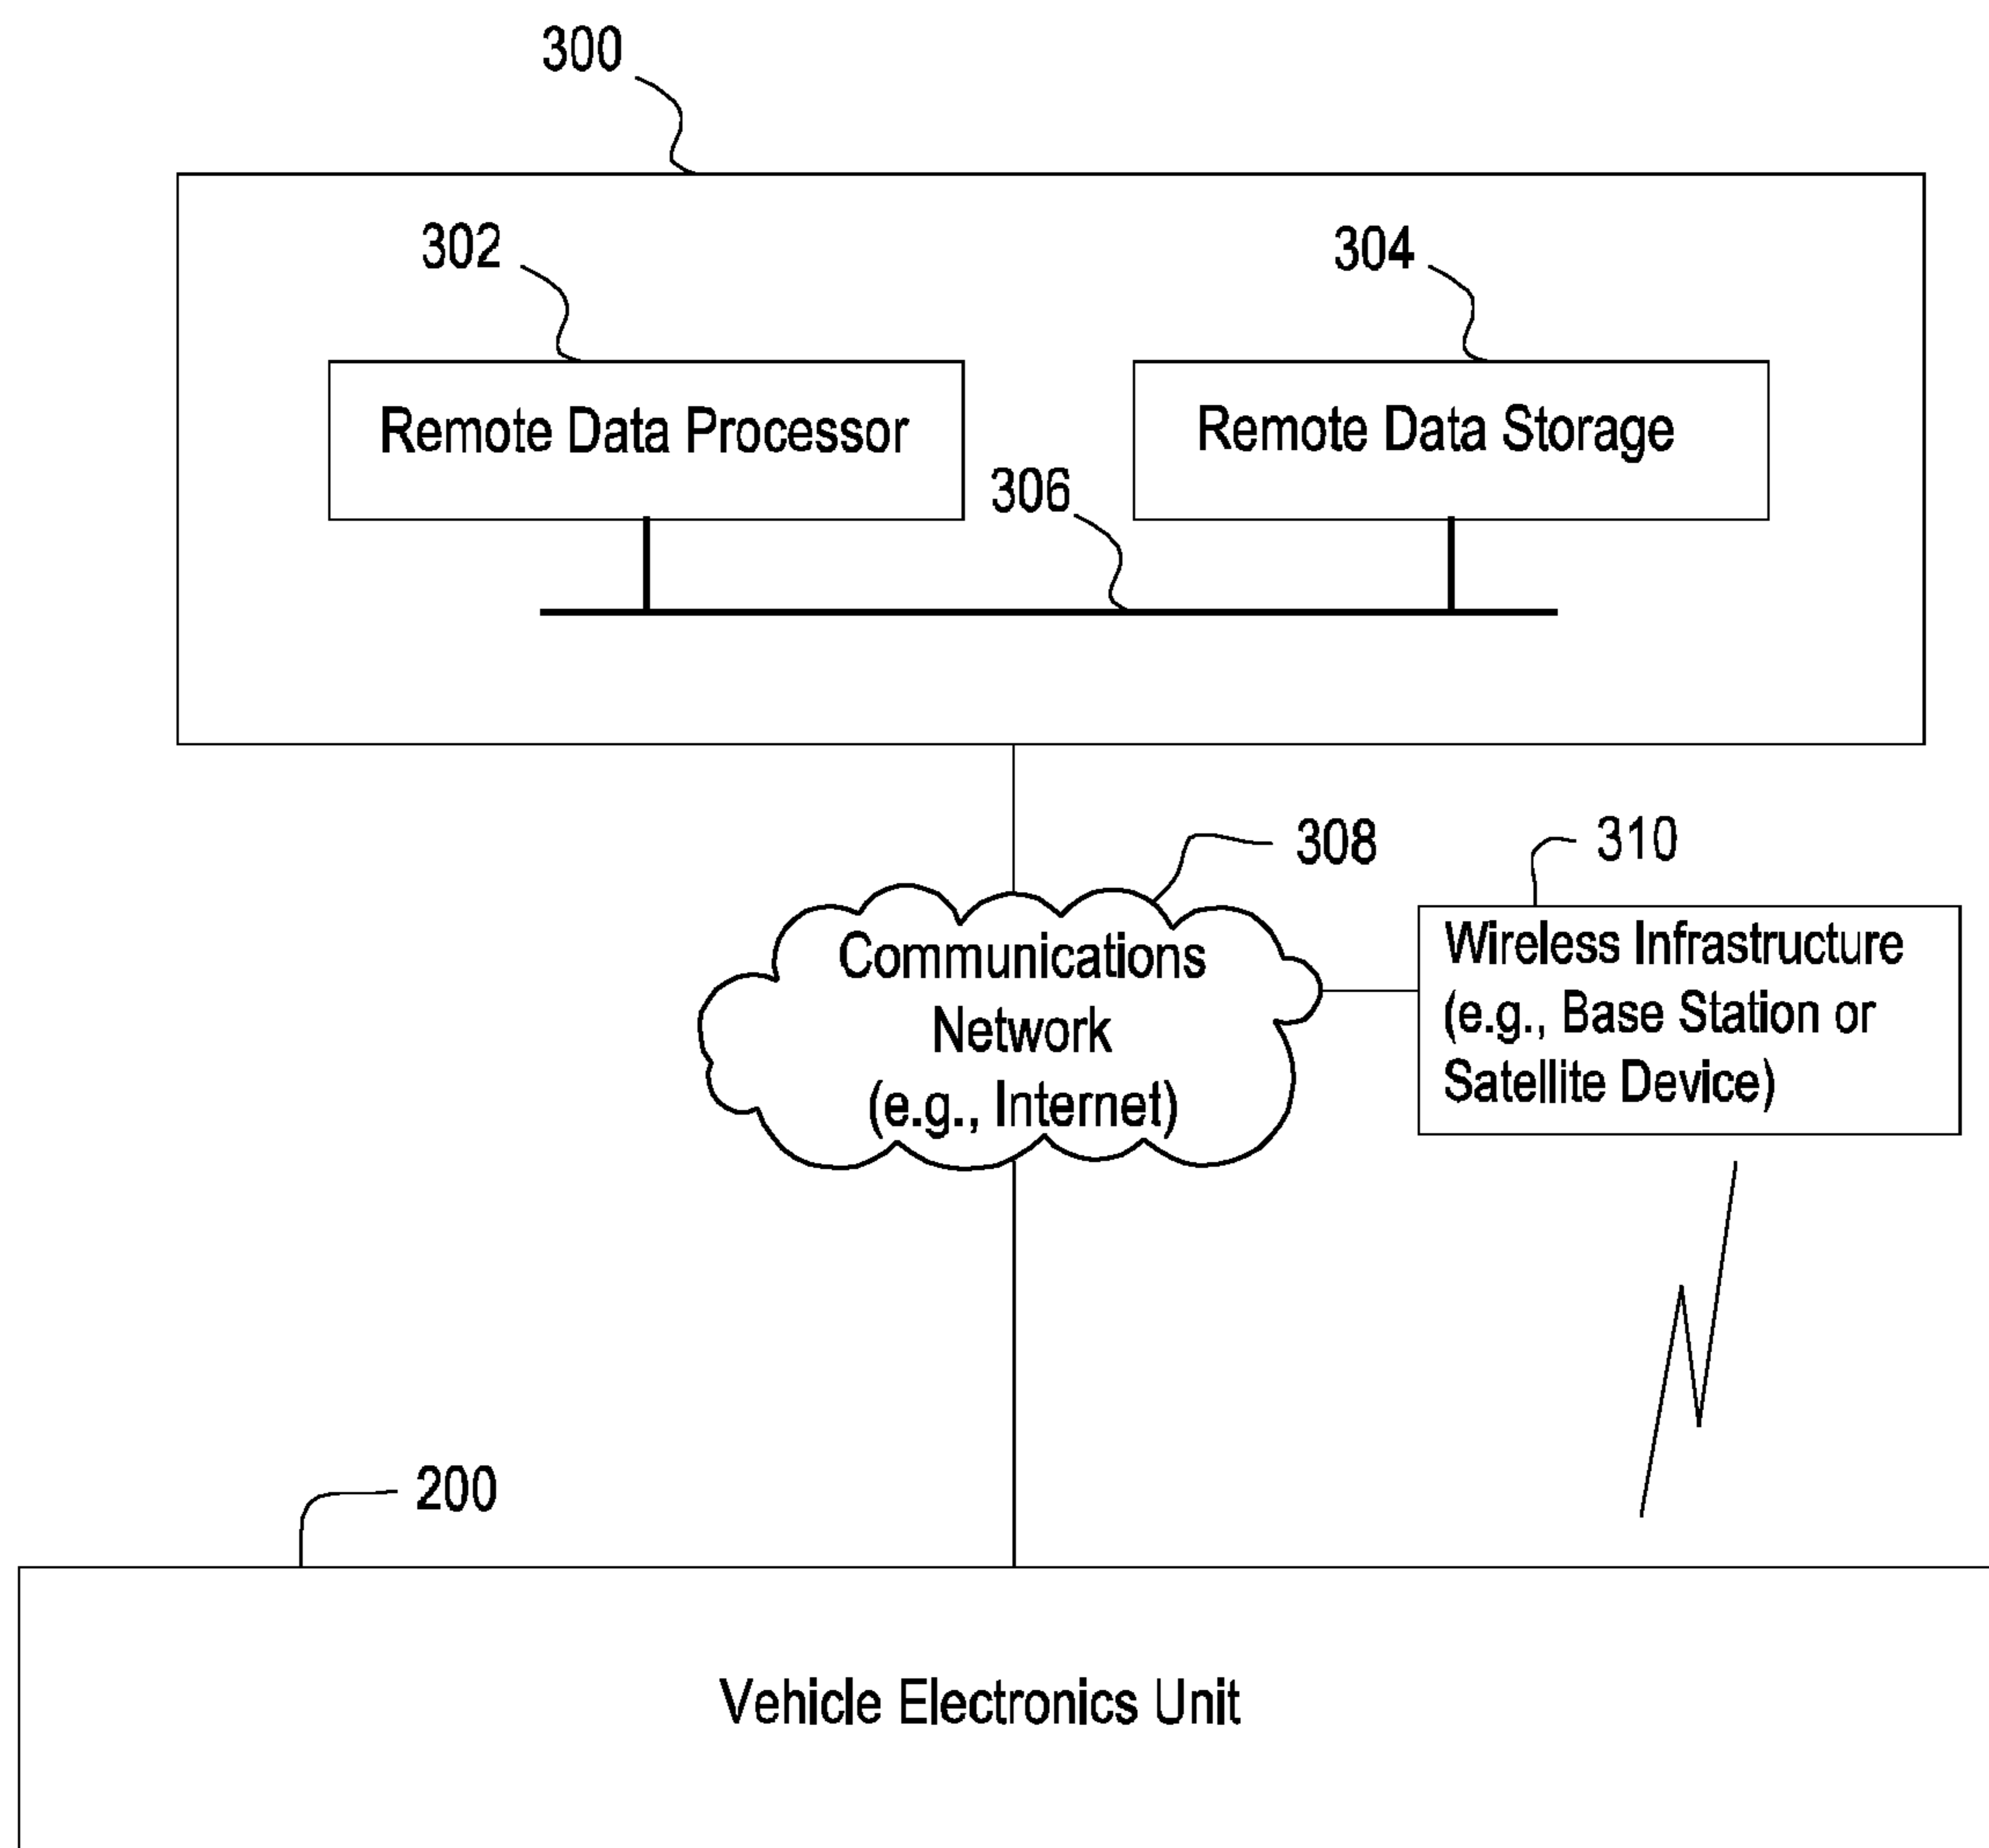 300
302
304
Remote Data Processor
Remote Data Storage
306
308
310
Communications
Network
(e.g., Internet)
Wireless Infrastructure
(e.g., Base Station or
Satellite Device)
200
Vehicle Electronics Unit